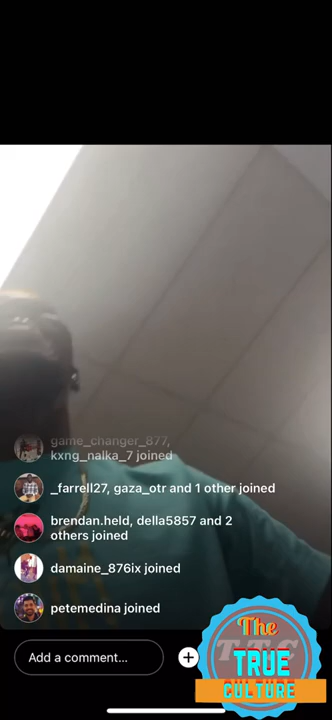 game_changer_877,
kxng_nalka_7 joined
_farrell27, gaza_otr and 1 other joined
brendan.held, della5857 and 2
others joined
damaine_876ix joined
petemedina joined
Add a comment...
The
TTC
TRUE
CULTURE